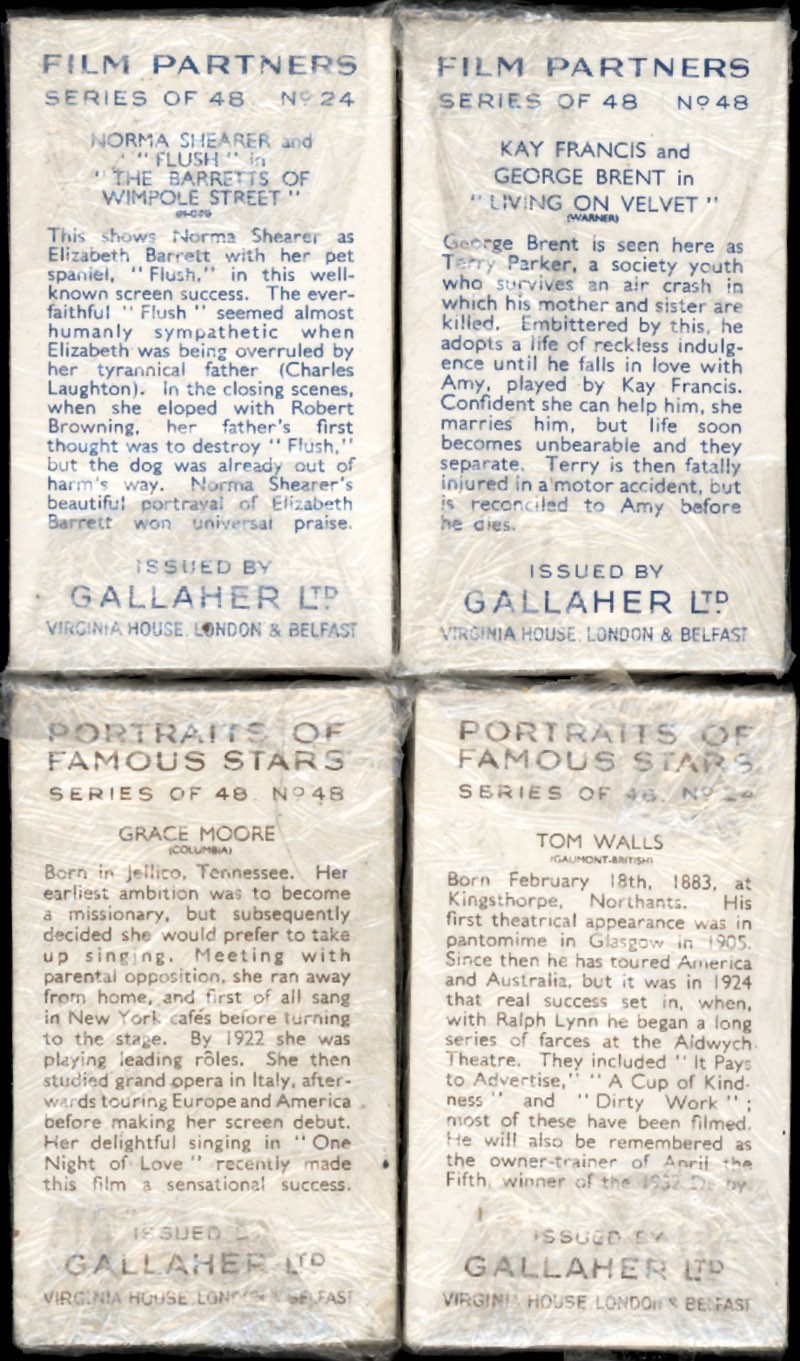 FILM PARTNERS
SERIES OF 48. Nº 24
NORMA SHEARER and
"FLUSH" in
"THE BARRETTS OF
WIMPOLE STREET"
This shows Norma Shearer as
Elizabeth Barrett with her pet
spaniel, "Flush," in this well-
known screen success. The ever-
faithful "Flush" seemed almost
humanly sympathetic when
Elizabeth was being overruled by
her tyrannical father (Charles
Laughton). In the closing scenes,
when she eloped with Robert
Browning, her father's first
thought was to destroy "Flush,"
but the dog was already out of
harm's way. Norma Shearer's
beautiful portrayal of Elizabeth
Barrett won universal praise.
ISSUED BY
GALLAHER LTD
VIRGINIA HOUSE, LONDON & BELFAST
FILM PARTNERS
SERIES OF 48 Nº 48
KAY FRANCIS and
GEORGE BRENT in
"LIVING ON VELVET"
(WARNER)
George Brent is seen here as
Terry Parker, a society youth
who survives an air crash in
which his mother and sister are
killed. Embittered by this, he
adopts a life of reckless indulg-
ence until he falls in love with
Amy, played by Kay Francis.
Confident she can help him, she
marries him, but life soon
becomes unbearable and they
separate. Terry is then fatally
injured in a motor accident, but
is reconciled to Amy before
he dies.
ISSUED BY
GALLAHER LTD
VIRGINIA HOUSE, LONDON & BELFAST
PORTRAITS OF
FAMOUS STARS
SERIES OF 48. Nº 48
GRACE MOORE
(COLUMBIA)
Born in Jellico, Tennessee. Her
earliest ambition was to become
a missionary, but subsequently
decided she would prefer to take
up singing. Meeting with
parental opposition, she ran away
from home, and first of all sang
in New York cafés before turning
to the stage. By 1922 she was
playing leading rôles. She then
studied grand opera in Italy, after-
wards touring Europe and America
before making her screen debut.
Her delightful singing in "One
Night of Love" recently made
this film a sensational success.
ISSUED
GALLAHER LTD
VIRGINIA HOUSE, LONDON & BELFAST
PORTRAITS OF
FAMOUS STARS
SERIES OF 48. Nº 24
TOM WALLS
(GAUMONT-BRITISH)
Born February 18th, 1883, at
Kingsthorpe, Northants. His
first theatrical appearance was in
pantomime in Glasgow in 1905.
Since then he has toured America
and Australia, but it was in 1924
that real success set in, when,
with Ralph Lynn he began a long
series of farces at the Aldwych
Theatre. They included "It Pays
to Advertise," "A Cup of Kind-
ness" and "Dirty Work";
most of these have been filmed.
He will also be remembered as
the owner-trainer of April the
Fifth, winner of the 1932 Derby.
ISSUED BY
GALLAHER LTD
VIRGINIA HOUSE, LONDON & BELFAST